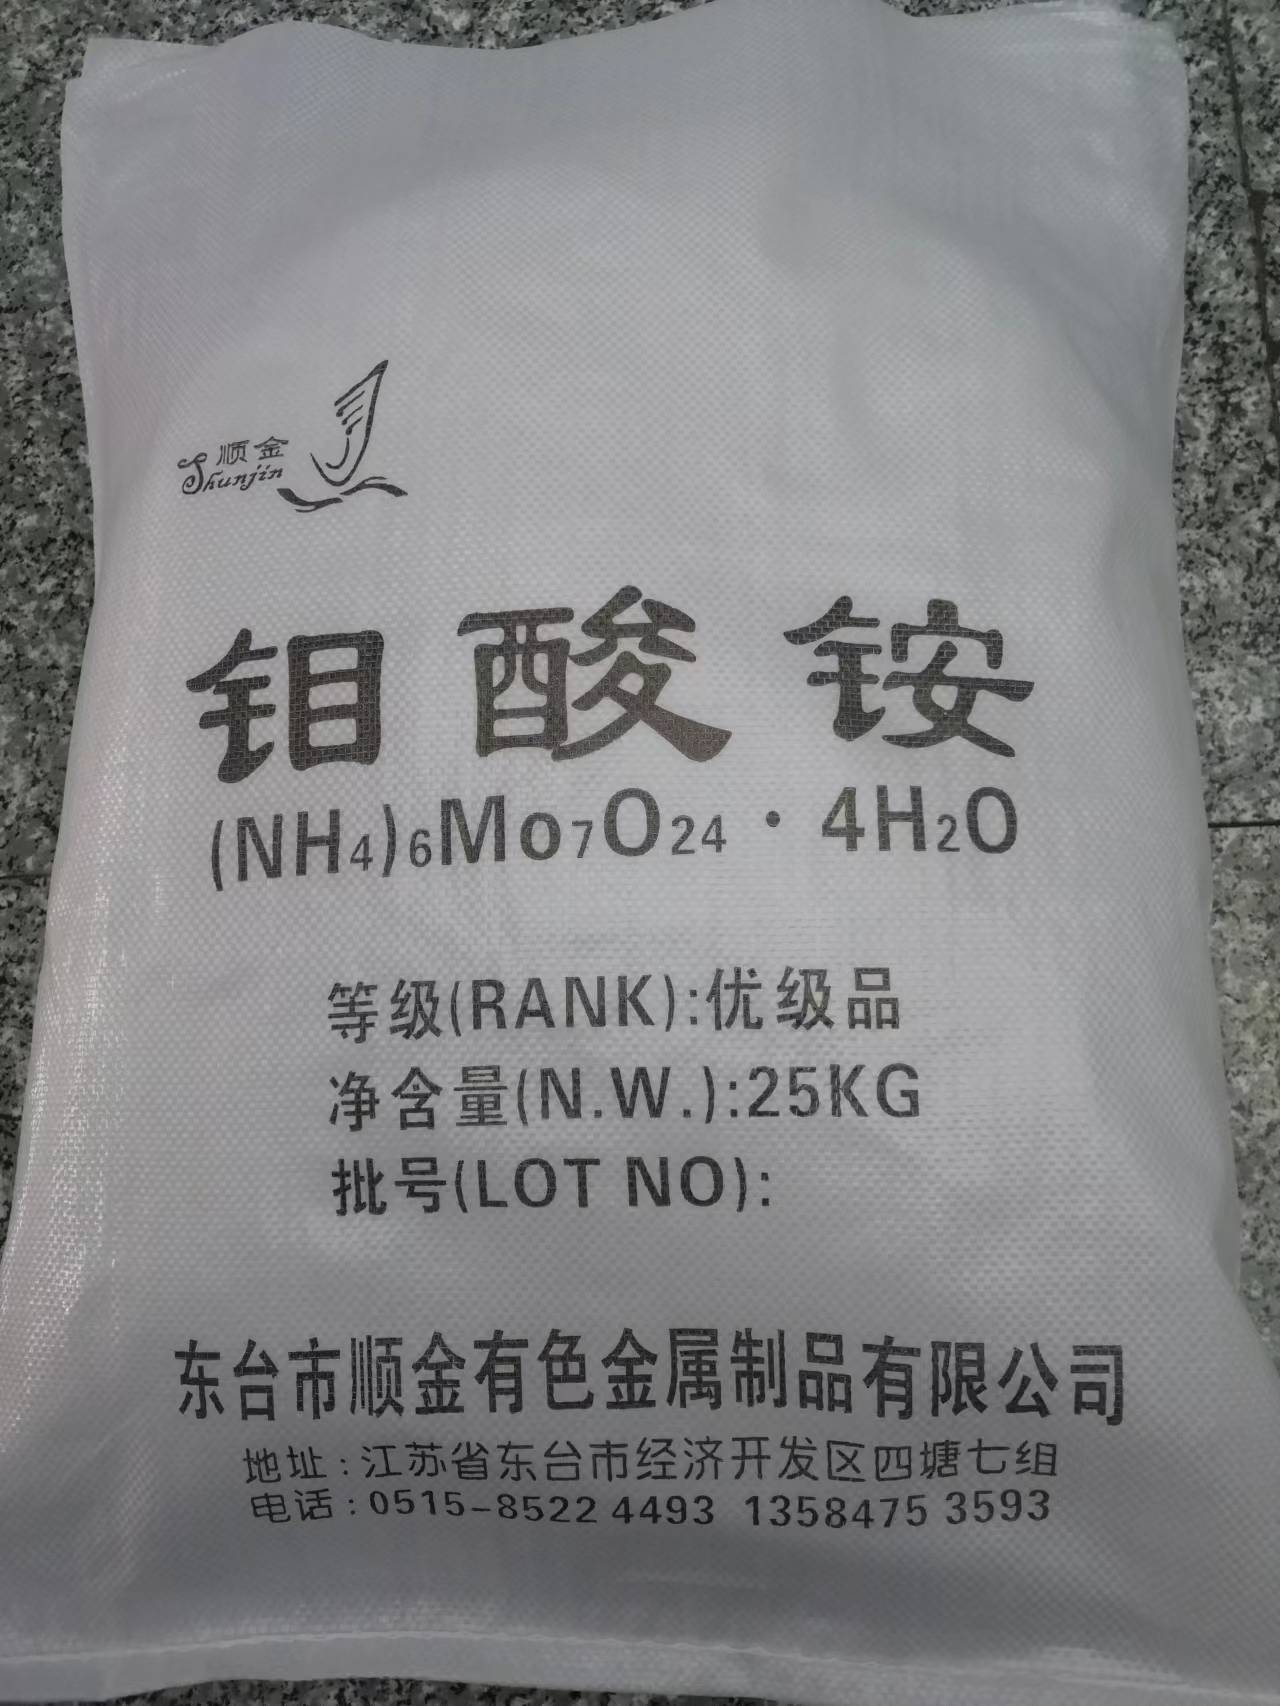 顺金
Shunjin
钼酸铵
(NH₄)₆Mo₇O₂₄·4H₂O
等级(RANK):优级品
净含量(N.W.):25KG
批号(LOT NO):
东台市顺金有色金属制品有限公司
地址:江苏省东台市经济开发区四塘七组
电话:0515-8522 4493 1358475 3593